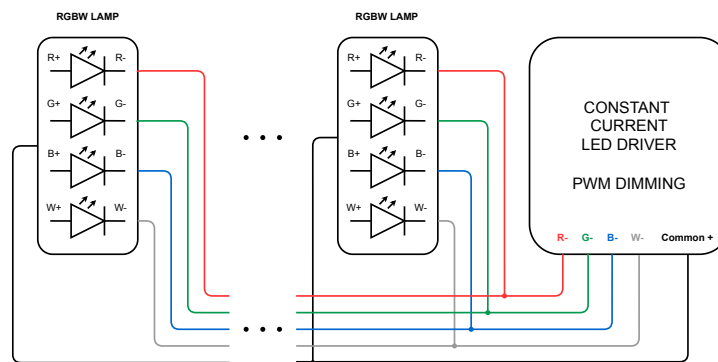 RGBW LAMP
R+ R-
G+ G-
B+ B-
W+ W-
RGBW LAMP
R+ R-
G+ G-
B+ B-
W+ W-
CONSTANT
CURRENT
LED DRIVER
PWM DIMMING
R- G- B- W- Common +